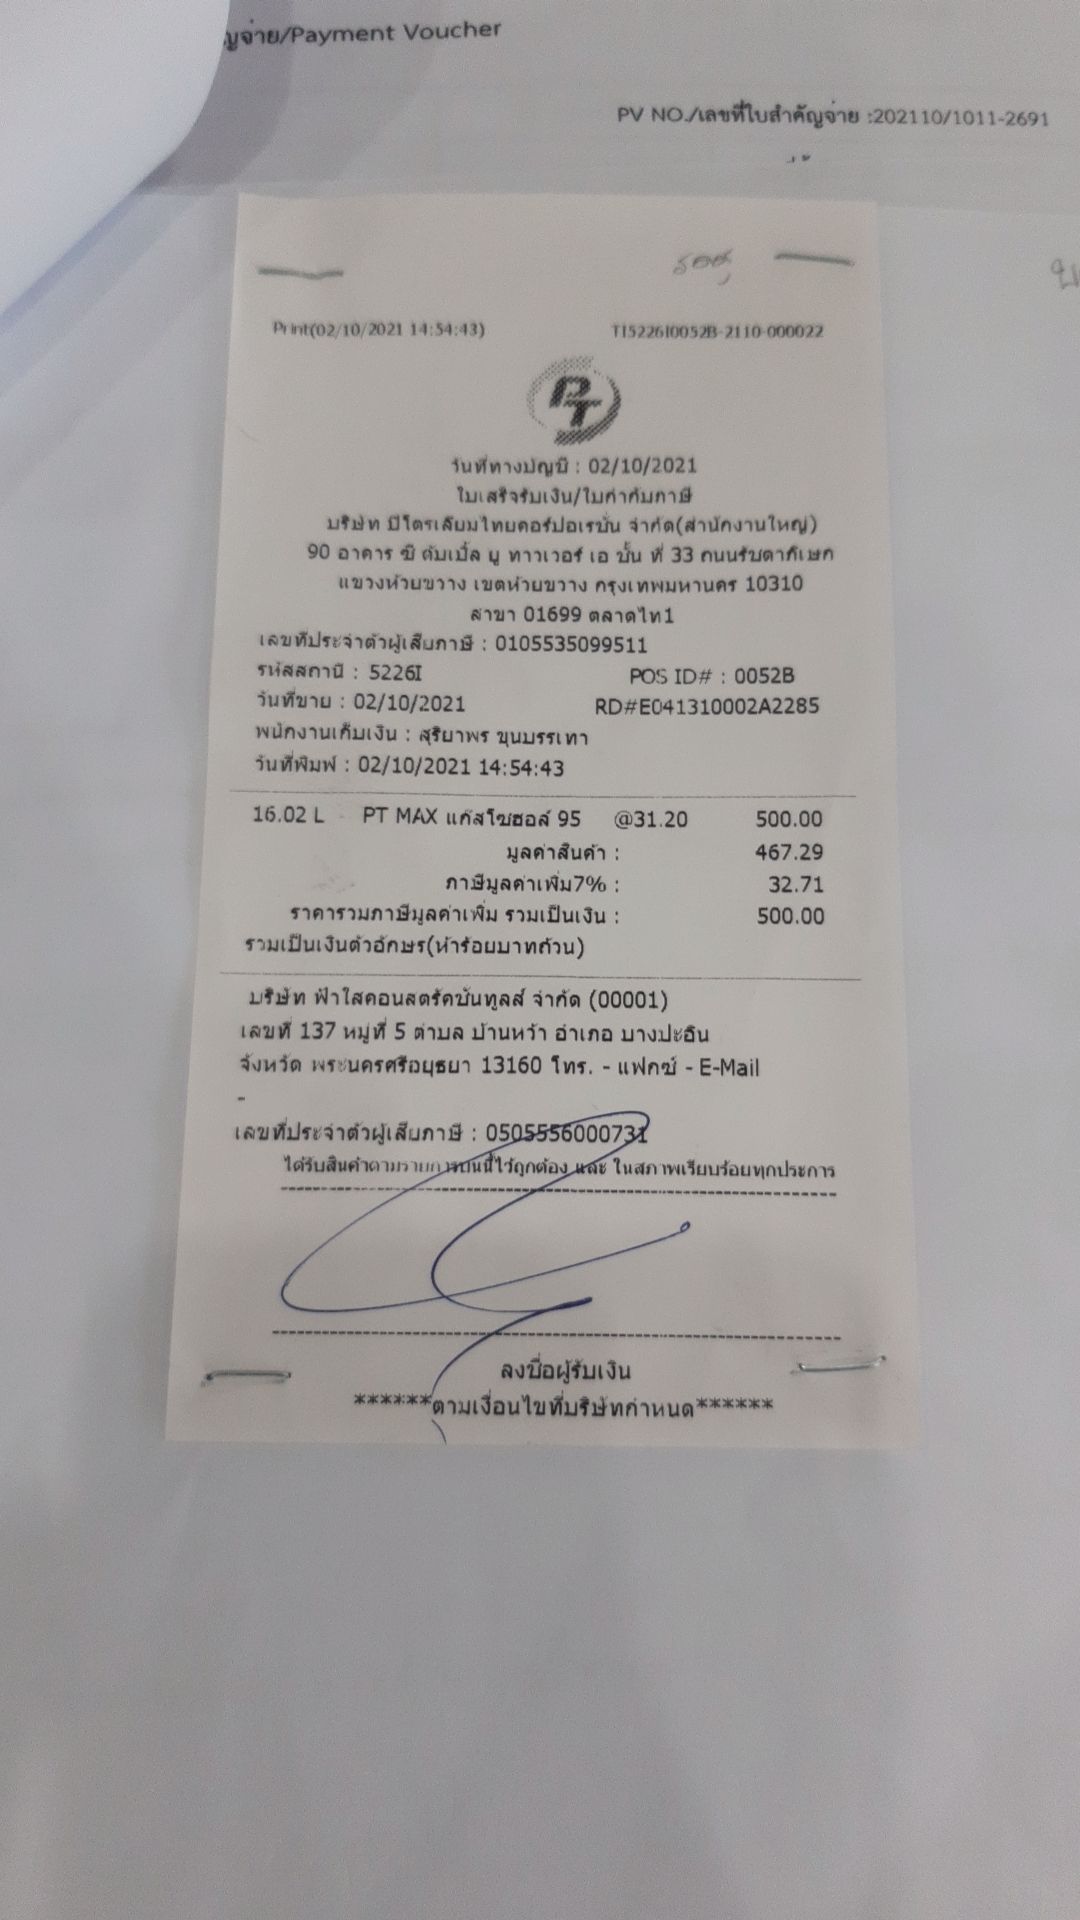 ญจ่าย/Payment Voucher
PV NO./เลขที่ใบสำคัญจ่าย :202110/1011-2691
Print(02/10/2021 14:54:43) TI5226I0052B-2110-000022
PT
วันที่ทางบัญชี : 02/10/2021
ใบเสร็จรับเงิน/ใบกำกับภาษี
บริษัท ปิโตรเลียมไทยคอร์ปอเรชั่น จำกัด(สำนักงานใหญ่)
90 อาคาร ซี ดับเบิ้ล ยู ทาวเวอร์ เอ ชั้น ที่ 33 ถนนรัชดาภิเษก
แขวงห้วยขวาง เขตห้วยขวาง กรุงเทพมหานคร 10310
สาขา 01699 ตลาดไท1
เลขที่ประจำตัวผู้เสียภาษี : 0105535099511
รหัสสถานี : 5226I POS ID# : 0052B
วันที่ขาย : 02/10/2021 RD#E041310002A2285
พนักงานเก็บเงิน : สุริยาพร ขุนบรรเทา
วันที่พิมพ์ : 02/10/2021 14:54:43
16.02 L PT MAX แก๊สโซฮอล์ 95 @31.20 500.00
มูลค่าสินค้า : 467.29
ภาษีมูลค่าเพิ่ม7% : 32.71
ราคารวมภาษีมูลค่าเพิ่ม รวมเป็นเงิน : 500.00
รวมเป็นเงินตัวอักษร(ห้าร้อยบาทถ้วน)
บริษัท ฟ้าใสคอนสตรัคชั่นทูลส์ จำกัด (00001)
เลขที่ 137 หมู่ที่ 5 ตำบล บ้านหว้า อำเภอ บางปะอิน
จังหวัด พระนครศรีอยุธยา 13160 โทร. - แฟกซ์ - E-Mail
-
เลขที่ประจำตัวผู้เสียภาษี : 0505556000731
ได้รับสินค้าตามรายการบนนี้ไว้ถูกต้อง และ ในสภาพเรียบร้อยทุกประการ
ลงชื่อผู้รับเงิน
******ตามเงื่อนไขที่บริษัทกำหนด******